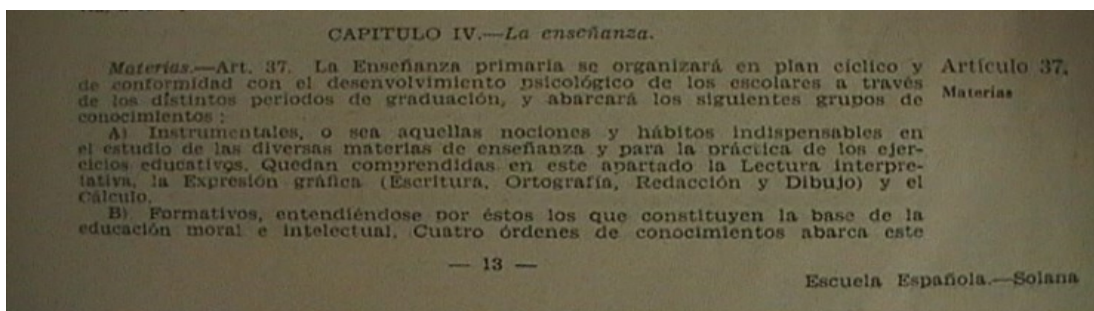 CAPITULO IV.—La enseñanza.
Materias.—Art. 37. La Enseñanza primaria se organizará en plan cíclico y
de conformidad con el desenvolvimiento psicológico de los escolares a través
de los distintos periodos de graduación, y abarcará los siguientes grupos de
conocimientos:
A) Instrumentales, o sea aquellas nociones y hábitos indispensables en
el estudio de las diversas materias de enseñanza y para la práctica de los ejer-
cicios educativos. Quedan comprendidas en este apartado la Lectura interpre-
tativa, la Expresión gráfica (Escritura, Ortografía, Redacción y Dibujo) y el
Cálculo.
B) Formativos, entendiéndose por éstos los que constituyen la base de la
educación moral e intelectual. Cuatro órdenes de conocimientos abarca este
Artículo 37.
Materias
— 13 —
Escuela Española.—Solana